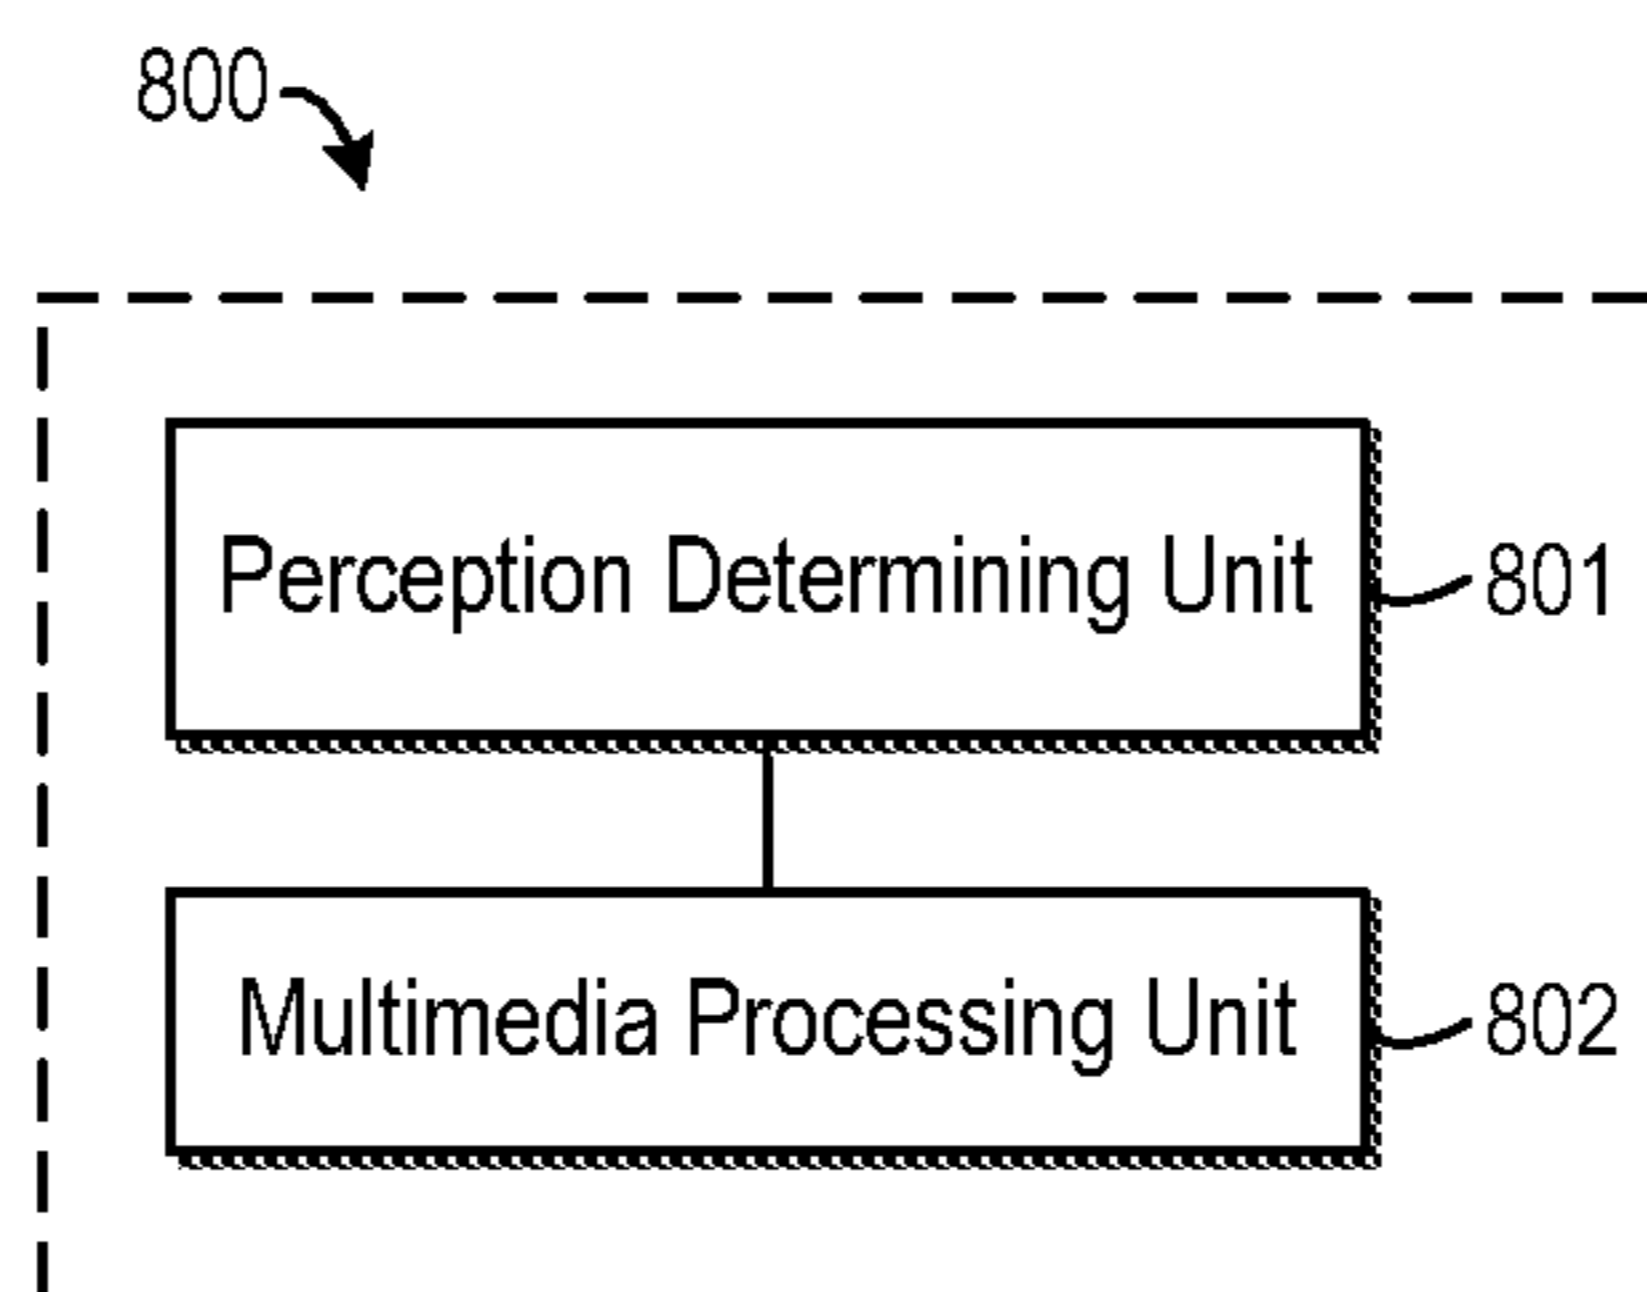 800
Perception Determining Unit
801
Multimedia Processing Unit
802